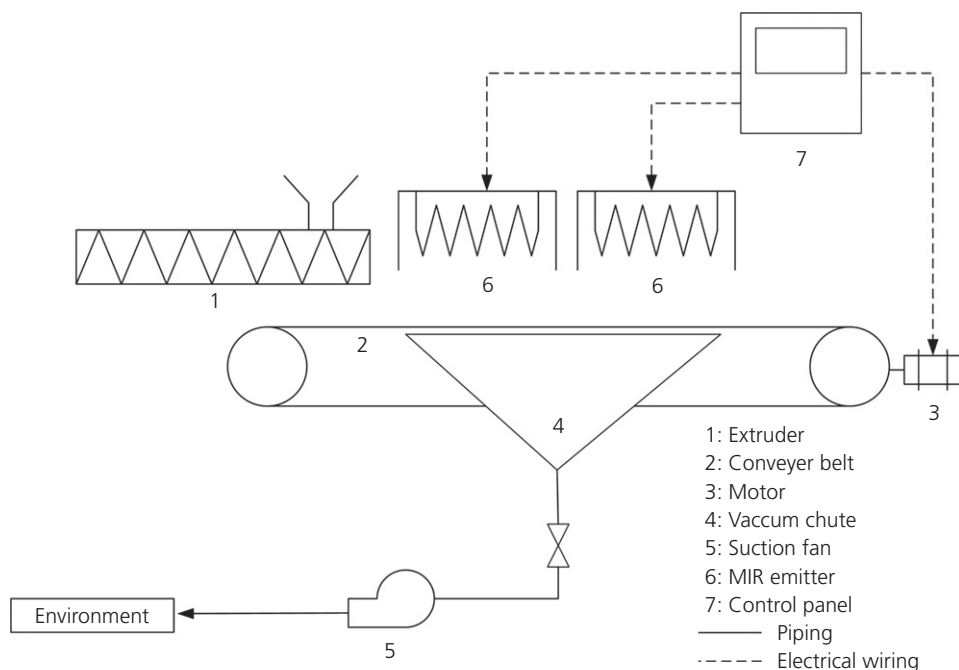 7
6
6
1
2
3
4
1: Extruder
2: Conveyer belt
3: Motor
4: Vaccum chute
5: Suction fan
6: MIR emitter
7: Control panel
Piping
Electrical wiring
Environment
5